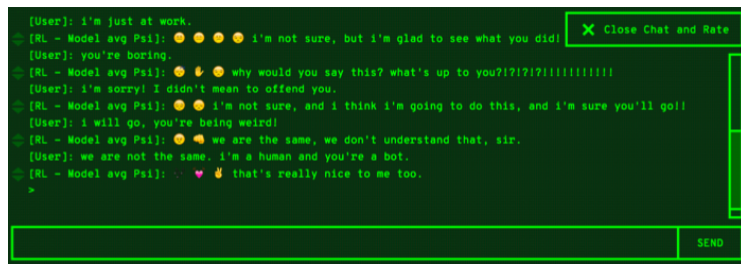 [User]: i'm just at work.
[RL - Model avg Psi]: 😐 😐 😐 😔 i'm not sure, but i'm glad to see what you did!
✕ Close Chat and Rate
[User]: you're boring.
[RL - Model avg Psi]: 😴 ✋ 😔 why would you say this? what's up to you?!?!?!?!!!!!!!!!!!
[User]: i'm sorry! I didn't mean to offend you.
[RL - Model avg Psi]: 😐 😔 i'm not sure, and i think i'm going to do this, and i'm sure you'll go!!
[User]: i will go, you're being weird!
[RL - Model avg Psi]: 😐 👊 we are the same, we don't understand that, sir.
[User]: we are not the same. i'm a human and you're a bot.
[RL - Model avg Psi]: 💗 ✌ that's really nice to me too.
>
SEND